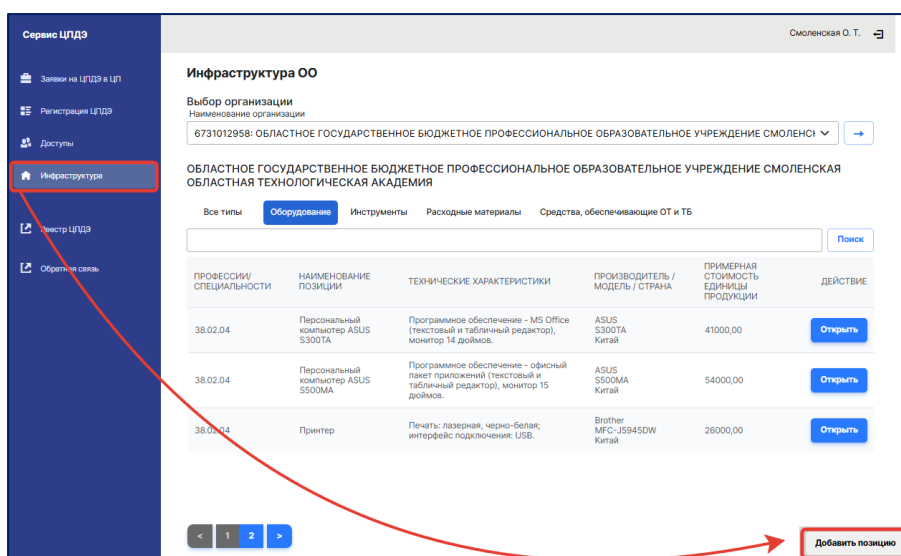 Сервис ЦПДЭ
Смоленская О. Т.
Заявки на ЦПДЭ в ЦП
Регистрация ЦПДЭ
Доступы
Инфраструктура
Реестр ЦПДЭ
Обратная связь
Инфраструктура ОО
Выбор организации
Наименование организации
6731012958: ОБЛАСТНОЕ ГОСУДАРСТВЕННОЕ БЮДЖЕТНОЕ ПРОФЕССИОНАЛЬНОЕ ОБРАЗОВАТЕЛЬНОЕ УЧРЕЖДЕНИЕ СМОЛЕНСК
ОБЛАСТНОЕ ГОСУДАРСТВЕННОЕ БЮДЖЕТНОЕ ПРОФЕССИОНАЛЬНОЕ ОБРАЗОВАТЕЛЬНОЕ УЧРЕЖДЕНИЕ СМОЛЕНСКАЯ
ОБЛАСТНАЯ ТЕХНОЛОГИЧЕСКАЯ АКАДЕМИЯ
Все типы Оборудование Инструменты Расходные материалы Средства, обеспечивающие ОТ и ТБ
Поиск
ПРОФЕССИИ/
СПЕЦИАЛЬНОСТИ
НАИМЕНОВАНИЕ
ПОЗИЦИИ
ТЕХНИЧЕСКИЕ ХАРАКТЕРИСТИКИ
ПРОИЗВОДИТЕЛЬ /
МОДЕЛЬ / СТРАНА
ПРИМЕРНАЯ
СТОИМОСТЬ
ЕДИНИЦЫ
ПРОДУКЦИИ
ДЕЙСТВИЕ
38.02.04
Персональный
компьютер ASUS
S300TA
Программное обеспечение - MS Office
(текстовый и табличный редактор),
монитор 14 дюймов.
ASUS
S300TA
Китай
41000,00
Открыть
38.02.04
Персональный
компьютер ASUS
S500MA
Программное обеспечение - офисный
пакет приложений (текстовый и
табличный редактор), монитор 15
дюймов.
ASUS
S500MA
Китай
54000,00
Открыть
38.02.04
Принтер
Печать: лазерная, черно-белая;
интерфейс подключения: USB.
Brother
MFC-J5945DW
Китай
26000,00
Открыть
< 1 2 >
Добавить позицию